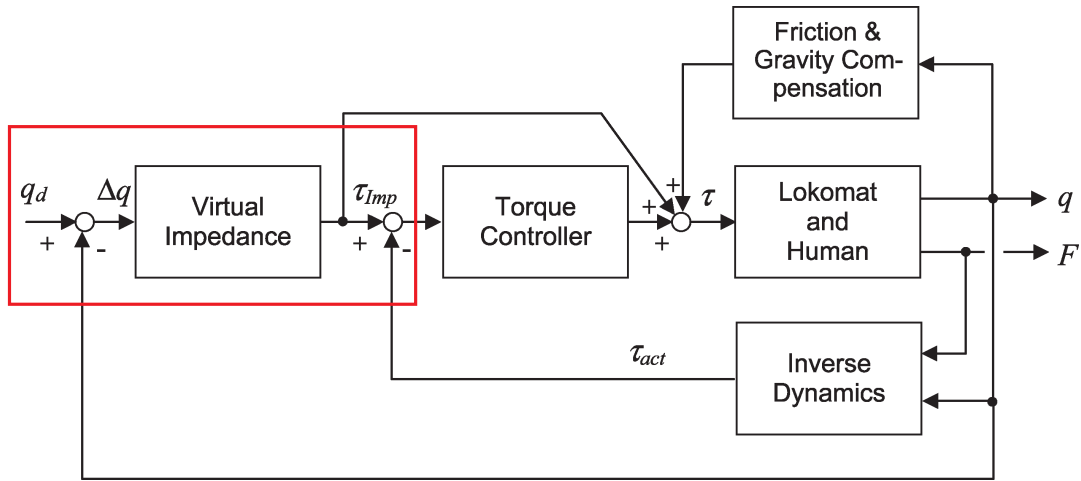 Friction &
Gravity Com-
pensation
q_d
Δq
Virtual
Impedance
τ_Imp
Torque
Controller
τ
Lokomat
and
Human
q
F
+
-
+
-
+
+
+
τ_act
Inverse
Dynamics